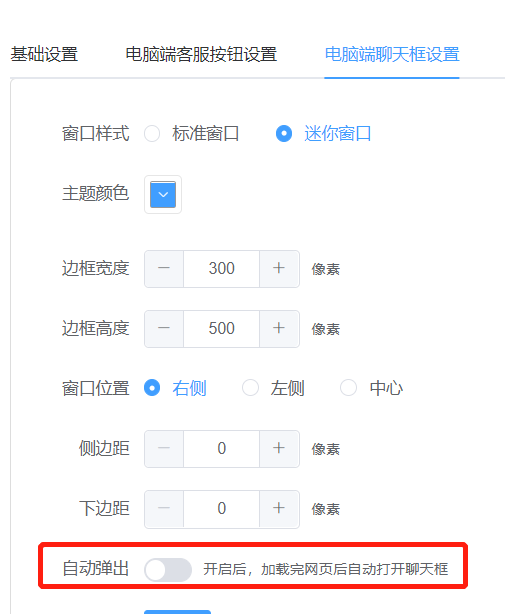 基础设置 电脑端客服按钮设置 电脑端聊天框设置
窗口样式 标准窗口 迷你窗口
主题颜色
边框宽度 300 像素
边框高度 500 像素
窗口位置 右侧 左侧 中心
侧边距 0 像素
下边距 0 像素
自动弹出 开启后，加载完网页后自动打开聊天框